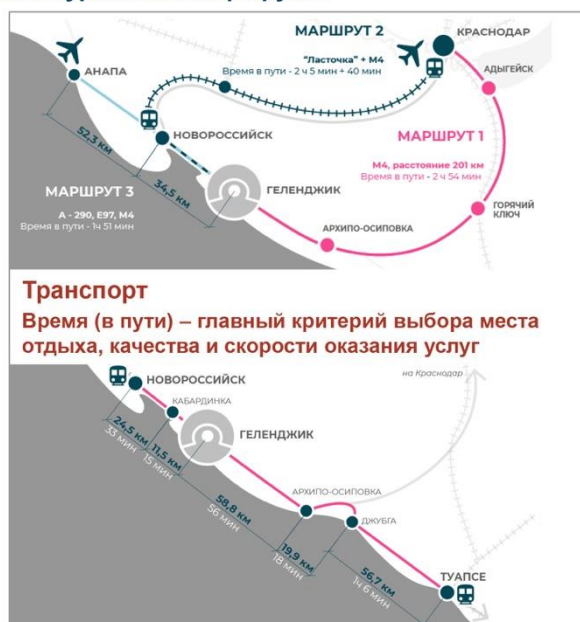 МАРШРУТ 2
"Ласточка" + М4
Время в пути - 2 ч 5 мин + 40 мин
КРАСНОДАР
АДЫГЕЙСК
АНАПА
НОВОРОССИЙСК
МАРШРУТ 1
М4, расстояние 201 км
Время в пути - 2 ч 54 мин
52,3 км
34,5 км
ГЕЛЕНДЖИК
МАРШРУТ 3
А - 290, Е97, М4
Время в пути - 1ч 51 мин
ГОРЯЧИЙ
КЛЮЧ
АРХИПО-ОСИПОВКА
Транспорт
Время (в пути) – главный критерий выбора места
отдыха, качества и скорости оказания услуг
на Краснодар
НОВОРОССИЙСК
КАБАРДИНКА
ГЕЛЕНДЖИК
24,5 км
33 мин
11,5 км
15 мин
58,8 км
56 мин
АРХИПО-ОСИПОВКА
ДЖУБГА
19,9 км
18 мин
56,7 км
1ч 6 мин
ТУАПСЕ